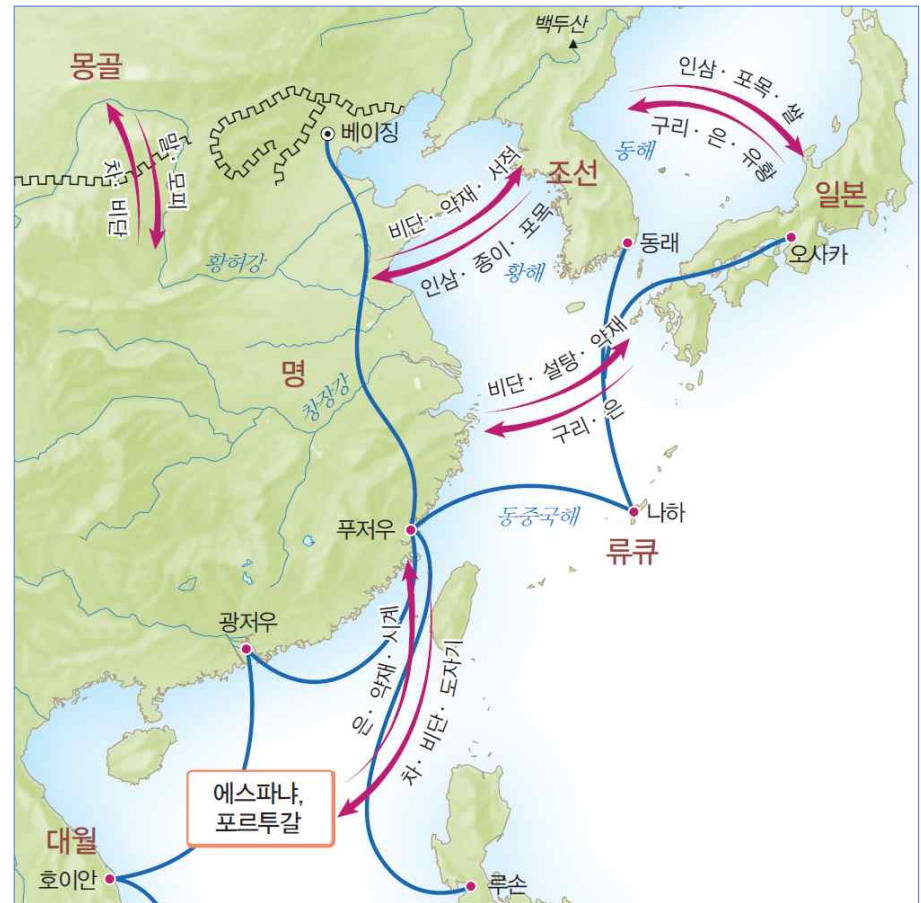 백두산
몽골
인삼·포목·쌀
구리·은·유황
베이징
동해
조선
말·모피
차·비단
비단·약재·서적
일본
인삼·종이·포목
동래
오사카
황허강
황해
명
비단·설탕·약재
창장강
구리·은
푸저우
동중국해
나하
류큐
광저우
은·약재·시계
차·비단·도자기
에스파냐,
포르투갈
대월
호이안
루손